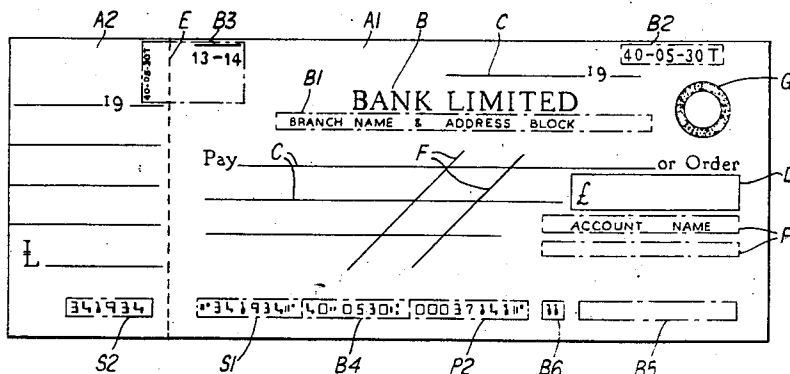 A2 E B3 A1 B C B2
40-05-30T
13-14
40-05-30 T
19
19
G
B1
BANK LIMITED
BRANCH NAME & ADDRESS BLOCK
Pay or Order
C F
D
£
ACCOUNT NAME
P
£
341934
⑈341934⑈ 40⑉0530⑆ 00037141⑈ 11
S2 S1 B4 P2 B6 B5